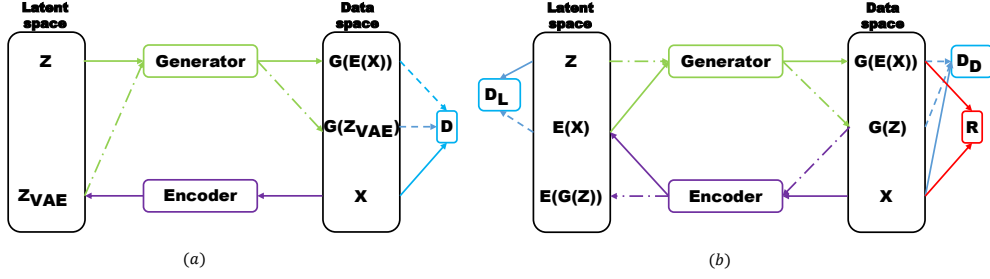 Latent
space
Data
space
Z
Generator
G(E(X))
G(Z_VAE)
D
Z_VAE
Encoder
X
(a)
Latent
space
Data
space
Z
Generator
G(E(X))
D_D
D_L
E(X)
G(Z)
R
E(G(Z))
Encoder
X
(b)